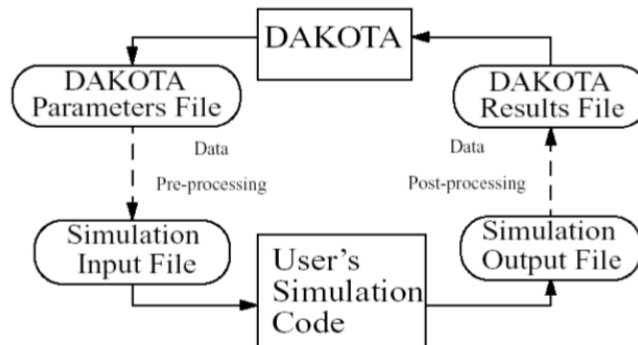 DAKOTA
DAKOTA
Parameters File
DAKOTA
Results File
Data
Pre-processing
Data
Post-processing
Simulation
Input File
User's
Simulation
Code
Simulation
Output File